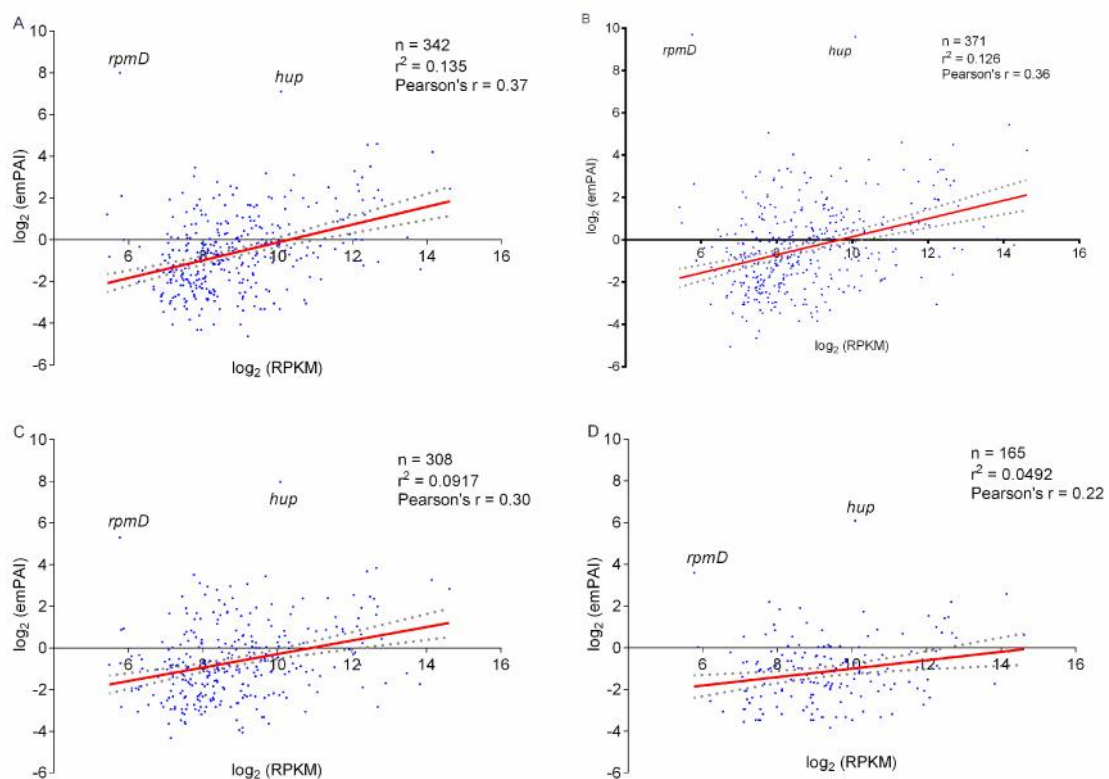 A
10
8
6
4
2
0
-2
-4
-6
6
8
10
12
14
16
rpmD
hup
n = 342
r² = 0.135
Pearson's r = 0.37
log₂ (emPAI)
log₂ (RPKM)
B
10
8
6
4
2
0
-2
-4
-6
6
8
10
12
14
16
rpmD
hup
n = 371
r² = 0.126
Pearson's r = 0.36
log₂ (emPAI)
log₂ (RPKM)
C
10
8
6
4
2
0
-2
-4
-6
6
8
10
12
14
16
rpmD
hup
n = 308
r² = 0.0917
Pearson's r = 0.30
log₂ (emPAI)
log₂ (RPKM)
D
10
8
6
4
2
0
-2
-4
-6
6
8
10
12
14
16
rpmD
hup
n = 165
r² = 0.0492
Pearson's r = 0.22
log₂ (emPAI)
log₂ (RPKM)